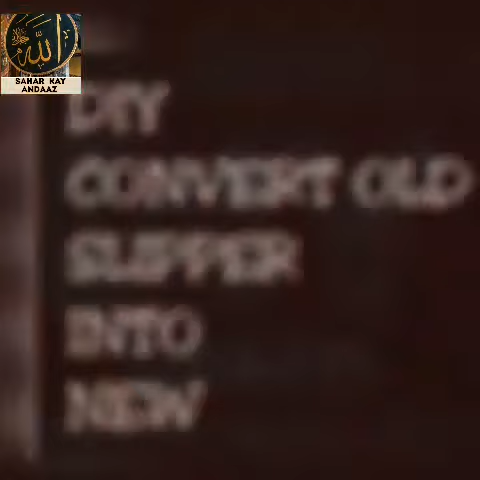 SAHAR KAY
ANDAAZ
DIY
CONVERT OLD
SLIPPER
INTO
NEW